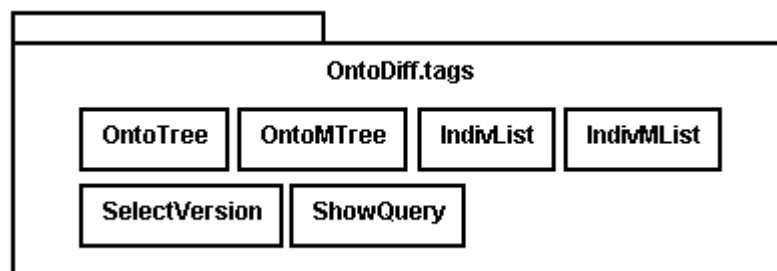 OntoDiff.tags
OntoTree OntoMTree IndivList IndivMList
SelectVersion ShowQuery